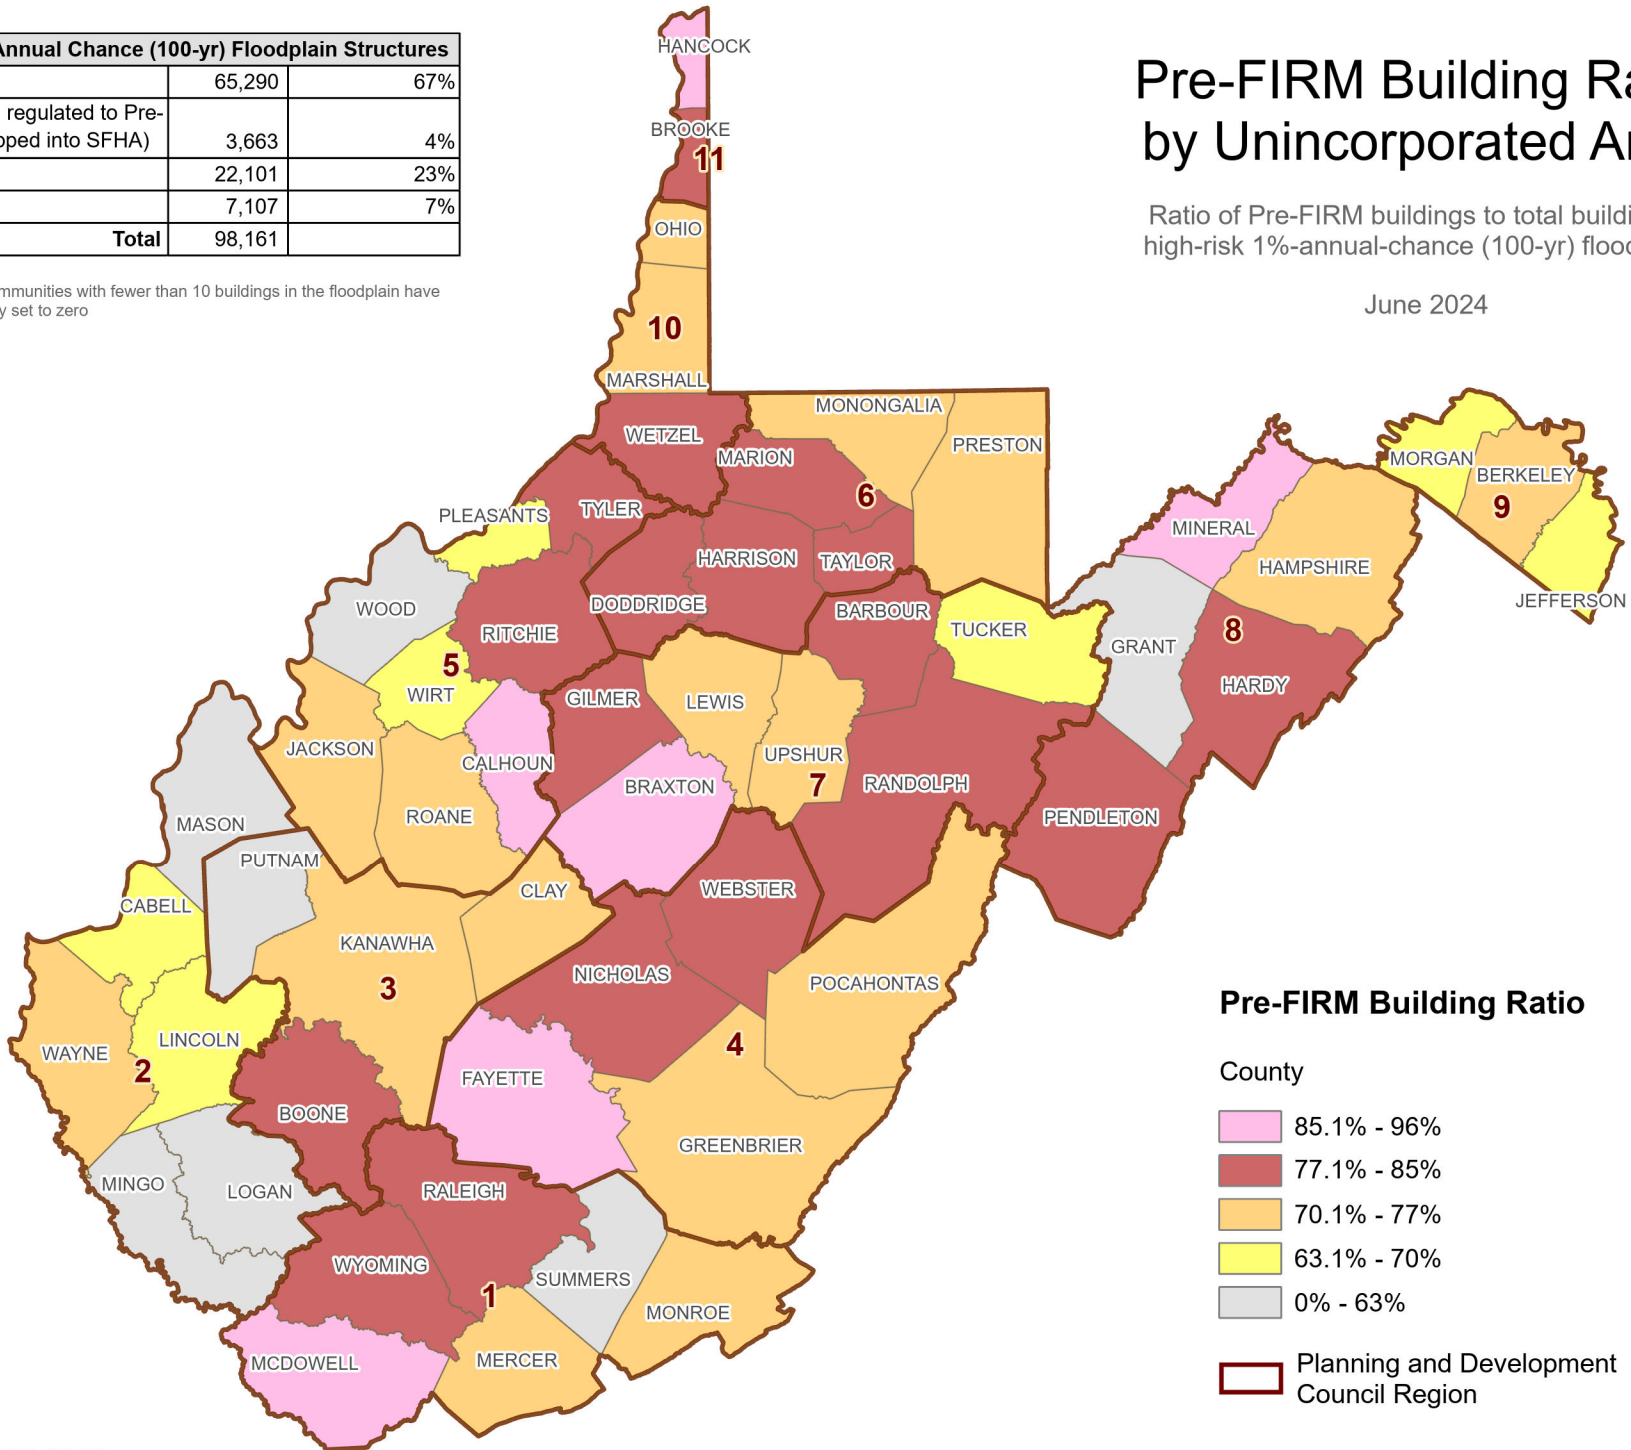 Annual Chance (100-yr) Floodplain Structures
65,290 67%
regulated to Pre-
pped into SFHA) 3,663 4%
22,101 23%
7,107 7%
Total 98,161
mmunities with fewer than 10 buildings in the floodplain have
y set to zero
Pre-FIRM Building Ra
by Unincorporated Ar
Ratio of Pre-FIRM buildings to total buildi
high-risk 1%-annual-chance (100-yr) flood
June 2024
HANCOCK
BROOKE
11
OHIO
10
MARSHALL
MONONGALIA
WETZEL
PRESTON
MARION
MORGAN
BERKELEY
6
9
TYLER
PLEASANTS
MINERAL
HARRISON
TAYLOR
HAMPSHIRE
JEFFERSON
DODDRIDGE
WOOD
BARBOUR
RITCHIE
TUCKER
8
GRANT
5
WIRT
GILMER
LEWIS
HARDY
JACKSON
UPSHUR
CALHOUN
7
RANDOLPH
BRAXTON
ROANE
PENDLETON
MASON
PUTNAM
WEBSTER
CLAY
CABELL
KANAWHA
NICHOLAS
POCAHONTAS
3
LINCOLN
4
WAYNE
2
FAYETTE
BOONE
GREENBRIER
MINGO
LOGAN
RALEIGH
WYOMING
SUMMERS
1
MONROE
MCDOWELL
MERCER
Pre-FIRM Building Ratio
County
85.1% - 96%
77.1% - 85%
70.1% - 77%
63.1% - 70%
0% - 63%
Planning and Development
Council Region